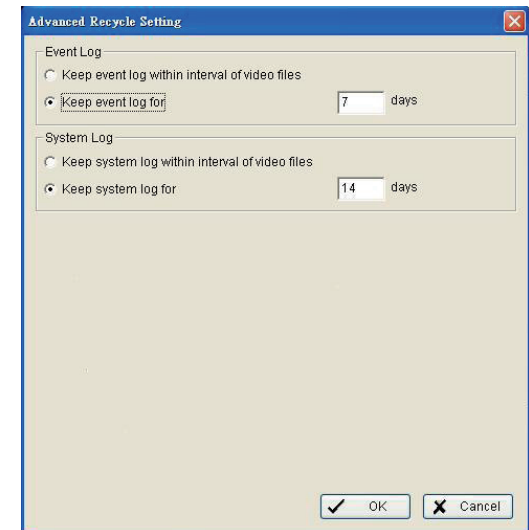 Advanced Recycle Setting
Event Log
Keep event log within interval of video files
Keep event log for 7 days
System Log
Keep system log within interval of video files
Keep system log for 14 days
OK Cancel